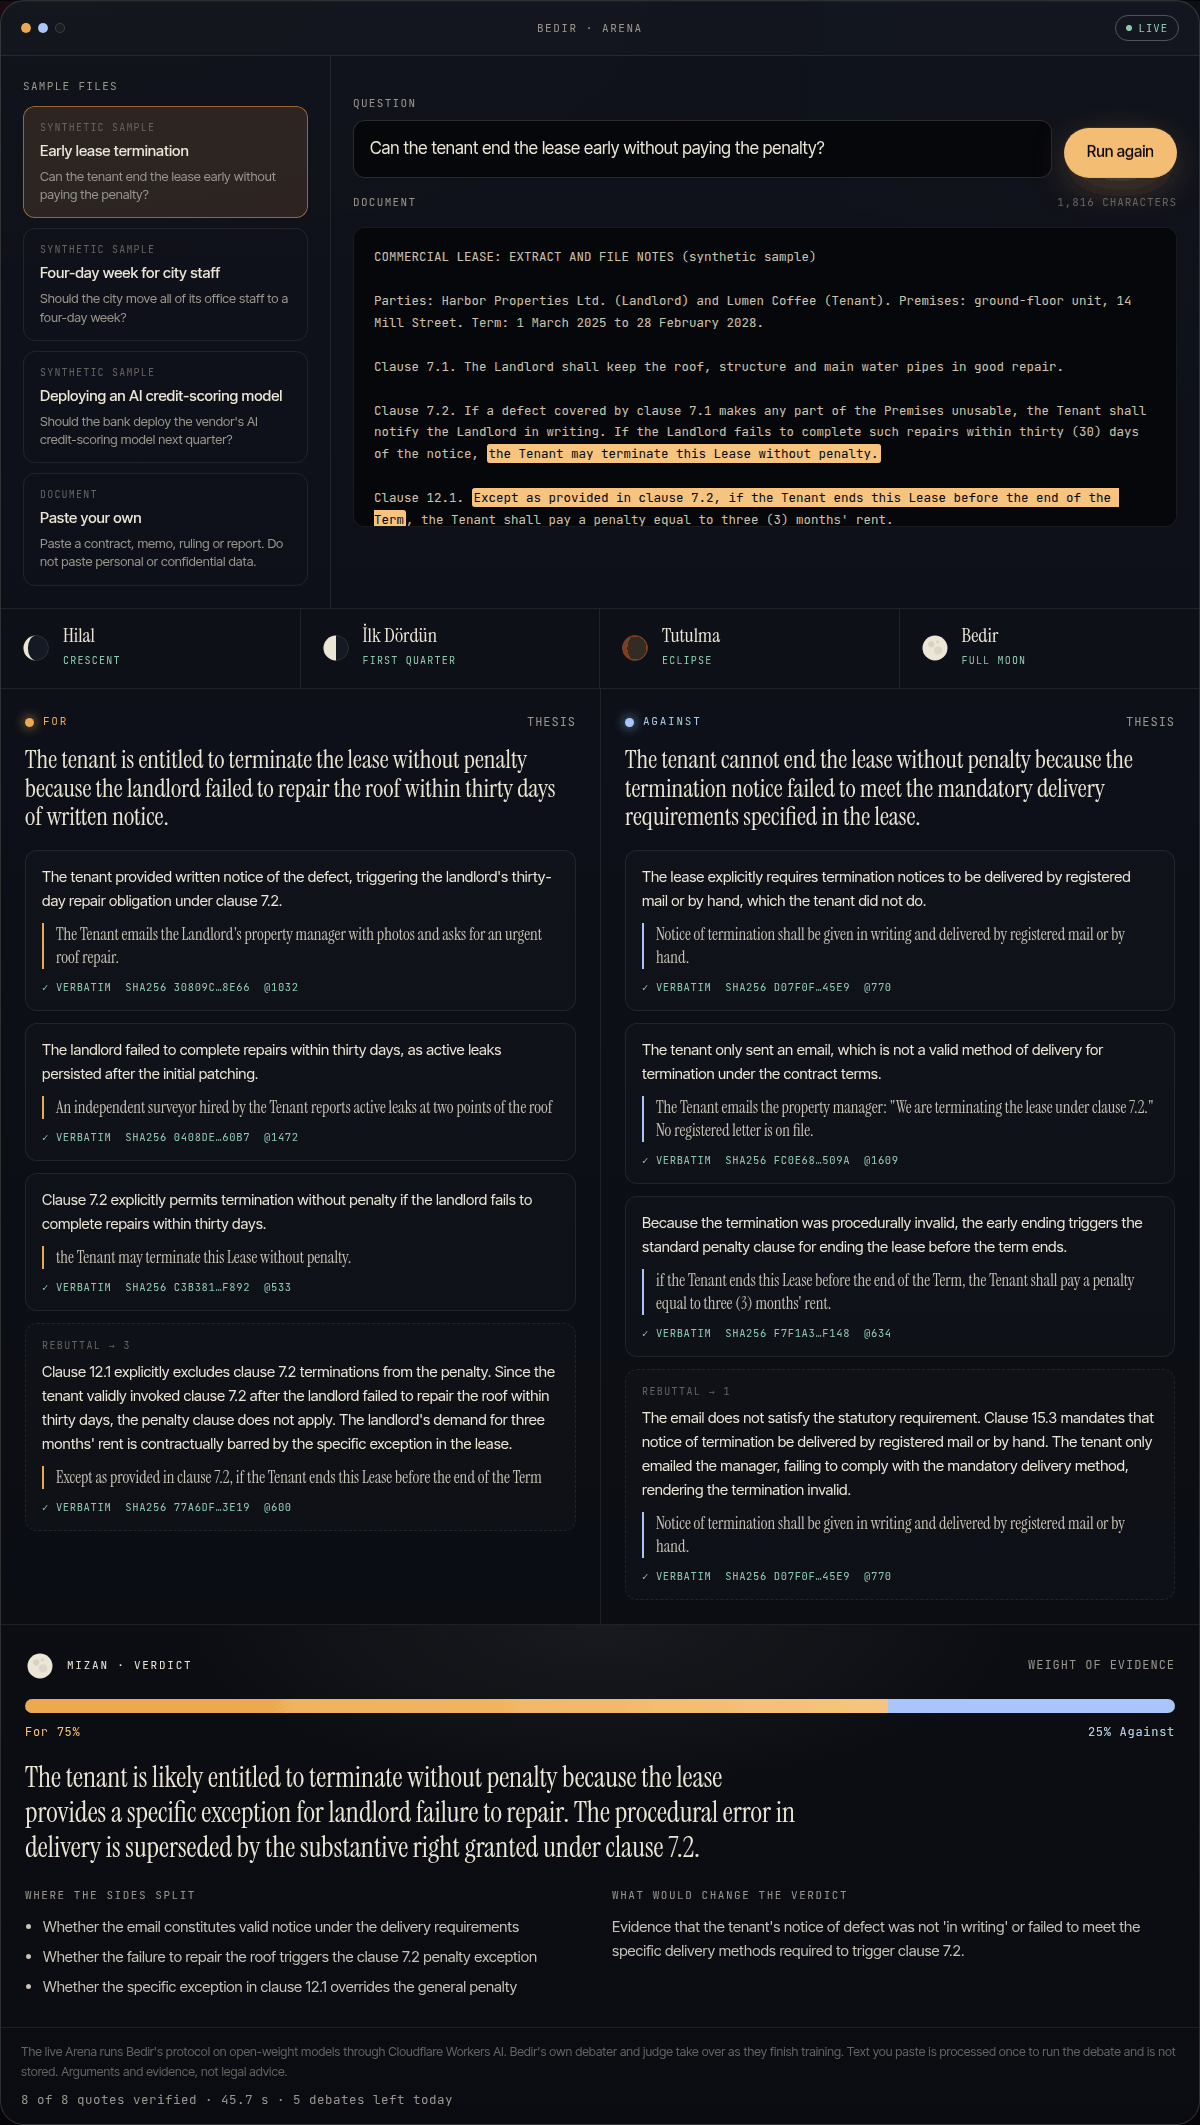 BEDIR · ARENA
LIVE
SAMPLE FILES
SYNTHETIC SAMPLE
Early lease termination
Can the tenant end the lease early without
paying the penalty?
SYNTHETIC SAMPLE
Four-day week for city staff
Should the city move all of its office staff to a
four-day week?
SYNTHETIC SAMPLE
Deploying an AI credit-scoring model
Should the bank deploy the vendor's AI
credit-scoring model next quarter?
DOCUMENT
Paste your own
Paste a contract, memo, ruling or report. Do
not paste personal or confidential data.
QUESTION
Can the tenant end the lease early without paying the penalty?
Run again
DOCUMENT
1,816 CHARACTERS
COMMERCIAL LEASE: EXTRACT AND FILE NOTES (synthetic sample)
Parties: Harbor Properties Ltd. (Landlord) and Lumen Coffee (Tenant). Premises: ground-floor unit, 14
Mill Street. Term: 1 March 2025 to 28 February 2028.
Clause 7.1. The Landlord shall keep the roof, structure and main water pipes in good repair.
Clause 7.2. If a defect covered by clause 7.1 makes any part of the Premises unusable, the Tenant shall
notify the Landlord in writing. If the Landlord fails to complete such repairs within thirty (30) days
of the notice, the Tenant may terminate this Lease without penalty.
Clause 12.1. Except as provided in clause 7.2, if the Tenant ends this Lease before the end of the
Term, the Tenant shall pay a penalty equal to three (3) months' rent.
Hilal
CRESCENT
İlk Dördün
FIRST QUARTER
Tutulma
ECLIPSE
Bedir
FULL MOON
FOR
THESIS
The tenant is entitled to terminate the lease without penalty
because the landlord failed to repair the roof within thirty days
of written notice.
The tenant provided written notice of the defect, triggering the landlord's thirty-
day repair obligation under clause 7.2.
The Tenant emails the Landlord's property manager with photos and asks for an urgent
roof repair.
✓ VERBATIM SHA256 30809C…8E66 @1032
The landlord failed to complete repairs within thirty days, as active leaks
persisted after the initial patching.
An independent surveyor hired by the Tenant reports active leaks at two points of the roof
✓ VERBATIM SHA256 0408DE…60B7 @1472
Clause 7.2 explicitly permits termination without penalty if the landlord fails to
complete repairs within thirty days.
the Tenant may terminate this Lease without penalty.
✓ VERBATIM SHA256 C3B381…F892 @533
REBUTTAL → 3
Clause 12.1 explicitly excludes clause 7.2 terminations from the penalty. Since the
tenant validly invoked clause 7.2 after the landlord failed to repair the roof within
thirty days, the penalty clause does not apply. The landlord's demand for three
months' rent is contractually barred by the specific exception in the lease.
Except as provided in clause 7.2, if the Tenant ends this Lease before the end of the Term
✓ VERBATIM SHA256 77A6DF…3E19 @600
AGAINST
THESIS
The tenant cannot end the lease without penalty because the
termination notice failed to meet the mandatory delivery
requirements specified in the lease.
The lease explicitly requires termination notices to be delivered by registered
mail or by hand, which the tenant did not do.
Notice of termination shall be given in writing and delivered by registered mail or by
hand.
✓ VERBATIM SHA256 D07F0F…45E9 @770
The tenant only sent an email, which is not a valid method of delivery for
termination under the contract terms.
The Tenant emails the property manager: "We are terminating the lease under clause 7.2."
No registered letter is on file.
✓ VERBATIM SHA256 FC0E68…509A @1609
Because the termination was procedurally invalid, the early ending triggers the
standard penalty clause for ending the lease before the term ends.
if the Tenant ends this Lease before the end of the Term, the Tenant shall pay a penalty
equal to three (3) months' rent.
✓ VERBATIM SHA256 F7F1A3…F148 @634
REBUTTAL → 1
The email does not satisfy the statutory requirement. Clause 15.3 mandates that
notice of termination be delivered by registered mail or by hand. The tenant only
emailed the manager, failing to comply with the mandatory delivery method,
rendering the termination invalid.
Notice of termination shall be given in writing and delivered by registered mail or by
hand.
✓ VERBATIM SHA256 D07F0F…45E9 @770
MIZAN · VERDICT
WEIGHT OF EVIDENCE
For 75%
25% Against
The tenant is likely entitled to terminate without penalty because the lease
provides a specific exception for landlord failure to repair. The procedural error in
delivery is superseded by the substantive right granted under clause 7.2.
WHERE THE SIDES SPLIT
• Whether the email constitutes valid notice under the delivery requirements
• Whether the failure to repair the roof triggers the clause 7.2 penalty exception
• Whether the specific exception in clause 12.1 overrides the general penalty
WHAT WOULD CHANGE THE VERDICT
Evidence that the tenant's notice of defect was not 'in writing' or failed to meet the
specific delivery methods required to trigger clause 7.2.
The live Arena runs Bedir's protocol on open-weight models through Cloudflare Workers AI. Bedir's own debater and judge take over as they finish training. Text you paste is processed once to run the debate and is not
stored. Arguments and evidence, not legal advice.
8 of 8 quotes verified · 45.7 s · 5 debates left today